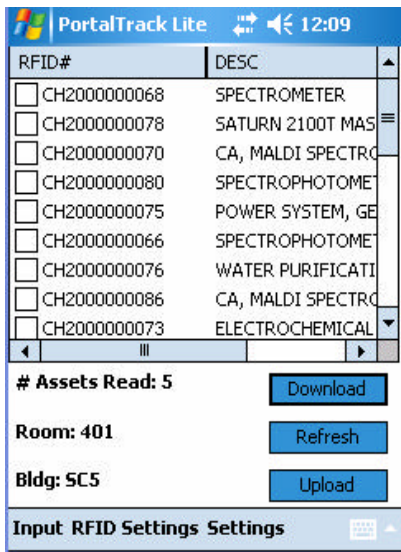 PortalTrack Lite 12:09
RFID# DESC
CH2000000068 SPECTROMETER
CH2000000078 SATURN 2100T MAS
CH2000000070 CA, MALDI SPECTRO
CH2000000080 SPECTROPHOTOMET
CH2000000075 POWER SYSTEM, GE
CH2000000066 SPECTROPHOTOMET
CH2000000076 WATER PURIFICATI
CH2000000086 CA, MALDI SPECTRO
CH2000000073 ELECTROCHEMICAL
# Assets Read: 5 Download
Room: 401 Refresh
Bldg: SC5 Upload
Input RFID Settings Settings